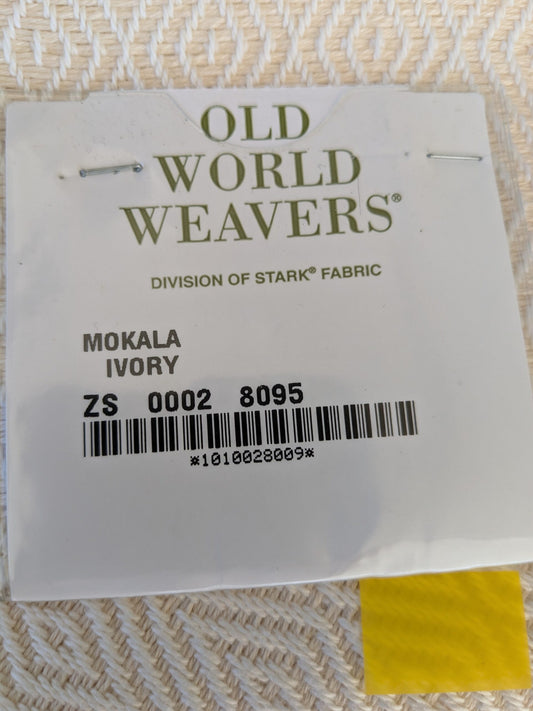 OLD
WORLD
WEAVERS®
DIVISION OF STARK® FABRIC
MOKALA
IVORY
ZS 0002 8095
*1010028009*